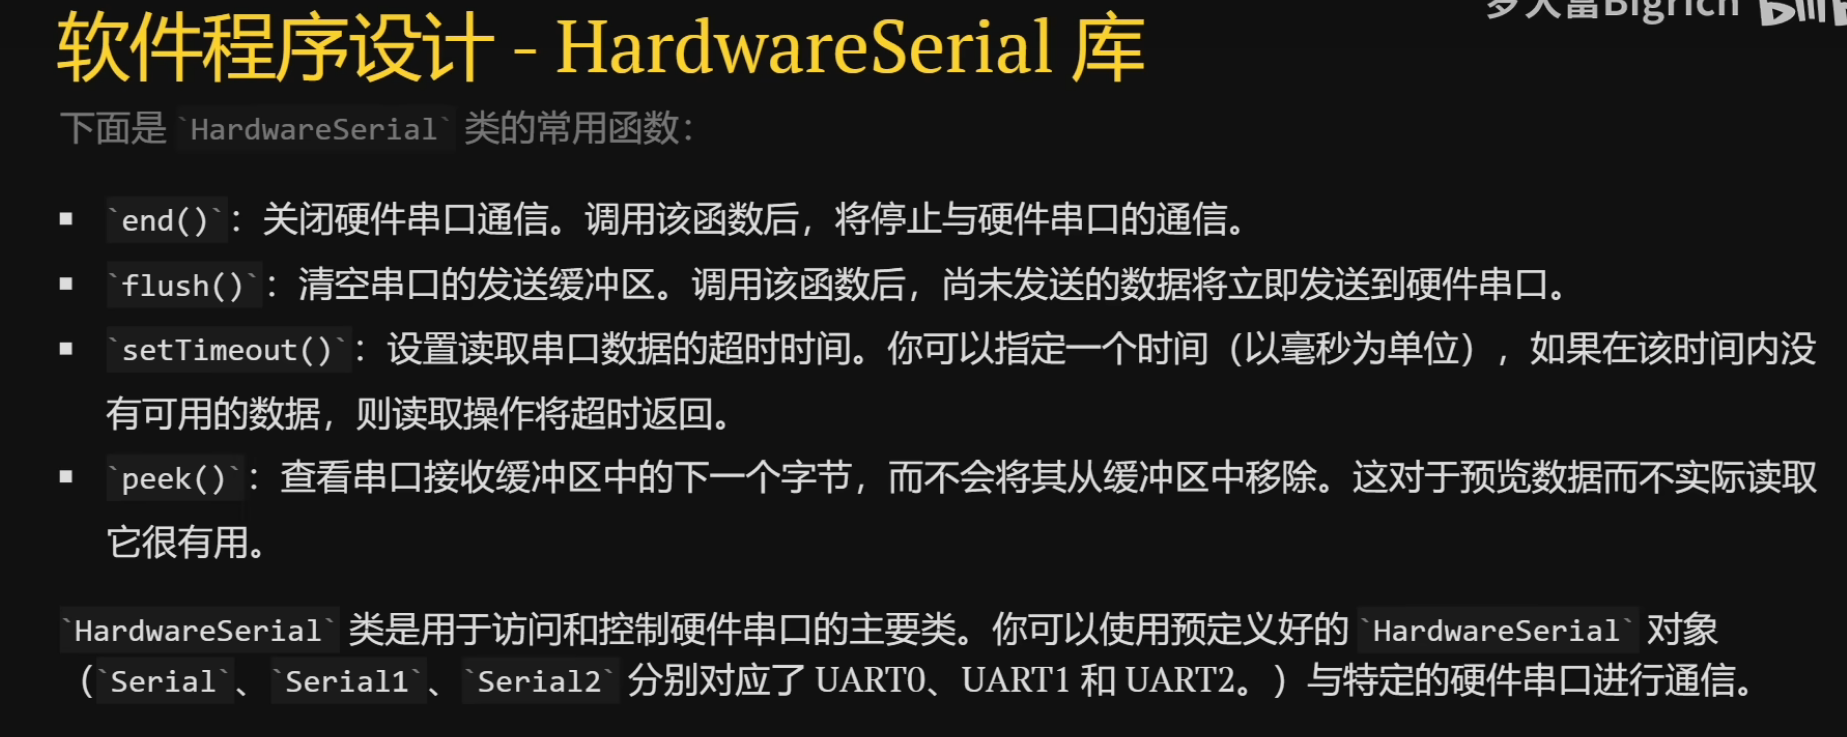 罗大富Bigrich
软件程序设计 - HardwareSerial 库
下面是 `HardwareSerial` 类的常用函数：
▪ `end()`：关闭硬件串口通信。调用该函数后，将停止与硬件串口的通信。
▪ `flush()`：清空串口的发送缓冲区。调用该函数后，尚未发送的数据将立即发送到硬件串口。
▪ `setTimeout()`：设置读取串口数据的超时时间。你可以指定一个时间（以毫秒为单位），如果在该时间内没
有可用的数据，则读取操作将超时返回。
▪ `peek()`：查看串口接收缓冲区中的下一个字节，而不会将其从缓冲区中移除。这对于预览数据而不实际读取
它很有用。
`HardwareSerial` 类是用于访问和控制硬件串口的主要类。你可以使用预定义好的 `HardwareSerial` 对象
（`Serial`、`Serial1`、`Serial2` 分别对应了 UART0、UART1 和 UART2。）与特定的硬件串口进行通信。